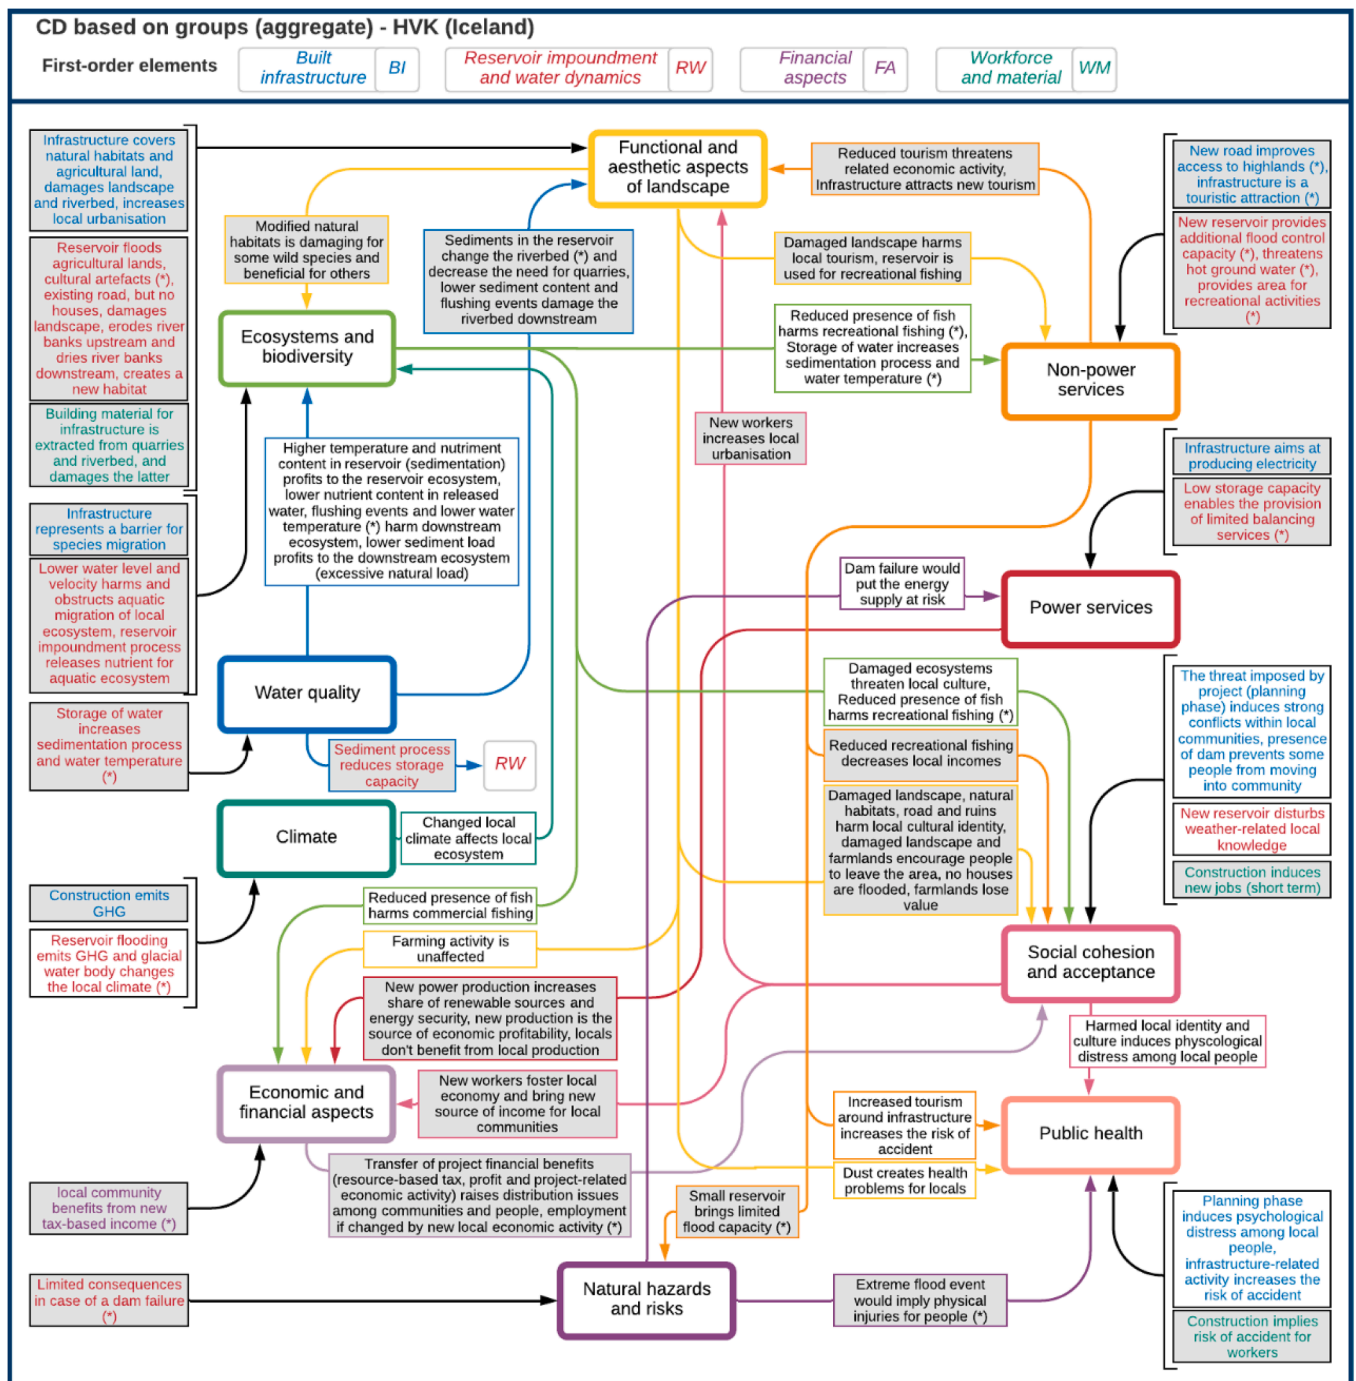 CD based on groups (aggregate) - HVK (Iceland)
First-order elements
Built
infrastructure
BI
Reservoir impoundment
and water dynamics
RW
Financial
aspects
FA
Workforce
and material
WM
Infrastructure covers
natural habitats and
agricultural land,
damages landscape
and riverbed, increases
local urbanisation
Reservoir floods
agricultural lands,
cultural artefacts (*),
existing road, but no
houses, damages
landscape, erodes river
banks upstream and
dries river banks
downstream, creates a
new habitat
Building material for
infrastructure is
extracted from quarries
and riverbed, and
damages the latter
Functional and
aesthetic aspects
of landscape
Reduced tourism threatens
related economic activity,
Infrastructure attracts new tourism
New road improves
access to highlands (*),
infrastructure is a
touristic attraction (*)
New reservoir provides
additional flood control
capacity (*), threatens
hot ground water (*),
provides area for
recreational activities
(*)
Modified natural
habitats is damaging for
some wild species and
beneficial for others
Sediments in the reservoir
change the riverbed (*) and
decrease the need for quarries,
lower sediment content and
flushing events damage the
riverbed downstream
Damaged landscape harms
local tourism, reservoir is
used for recreational fishing
Ecosystems and
biodiversity
Reduced presence of fish
harms recreational fishing (*),
Storage of water increases
sedimentation process and
water temperature (*)
Non-power
services
New workers
increases local
urbanisation
Higher temperature and nutriment
content in reservoir (sedimentation)
profits to the reservoir ecosystem,
lower nutrient content in released
water, flushing events and lower water
temperature (*) harm downstream
ecosystem, lower sediment load
profits to the downstream ecosystem
(excessive natural load)
Infrastructure aims at
producing electricity
Low storage capacity
enables the provision
of limited balancing
services (*)
Infrastructure
represents a barrier for
species migration
Lower water level and
velocity harms and
obstructs aquatic
migration of local
ecosystem, reservoir
impoundment process
releases nutrient for
aquatic ecosystem
Dam failure would
put the energy
supply at risk
Power services
Storage of water
increases
sedimentation process
and water temperature
(*)
Water quality
Sediment process
reduces storage
capacity
RW
Damaged ecosystems
threaten local culture,
Reduced presence of fish
harms recreational fishing (*)
Reduced recreational fishing
decreases local incomes
Damaged landscape, natural
habitats, road and ruins
harm local cultural identity,
damaged landscape and
farmlands encourage people
to leave the area, no houses
are flooded, farmlands lose
value
The threat imposed by
project (planning
phase) induces strong
conflicts within local
communities, presence
of dam prevents some
people from moving
into community
New reservoir disturbs
weather-related local
knowledge
Construction induces
new jobs (short term)
Climate
Changed local
climate affects local
ecosystem
Construction emits
GHG
Reservoir flooding
emits GHG and glacial
water body changes
the local climate (*)
Reduced presence of fish
harms commercial fishing
Farming activity is
unaffected
New power production increases
share of renewable sources and
energy security, new production is the
source of economic profitability, locals
don't benefit from local production
Social cohesion
and acceptance
Harmed local identity and
culture induces physcological
distress among local people
Economic and
financial aspects
New workers foster local
economy and bring new
source of income for local
communities
Increased tourism
around infrastructure
increases the risk of
accident
Public health
Dust creates health
problems for locals
local community
benefits from new
tax-based income (*)
Transfer of project financial benefits
(resource-based tax, profit and project-related
economic activity) raises distribution issues
among communities and people, employment
if changed by new local economic activity (*)
Small reservoir
brings limited
flood capacity (*)
Planning phase
induces psychological
distress among local
people,
infrastructure-related
activity increases the
risk of accident
Construction implies
risk of accident for
workers
Limited consequences
in case of a dam failure
(*)
Natural hazards
and risks
Extreme flood event
would imply physical
injuries for people (*)